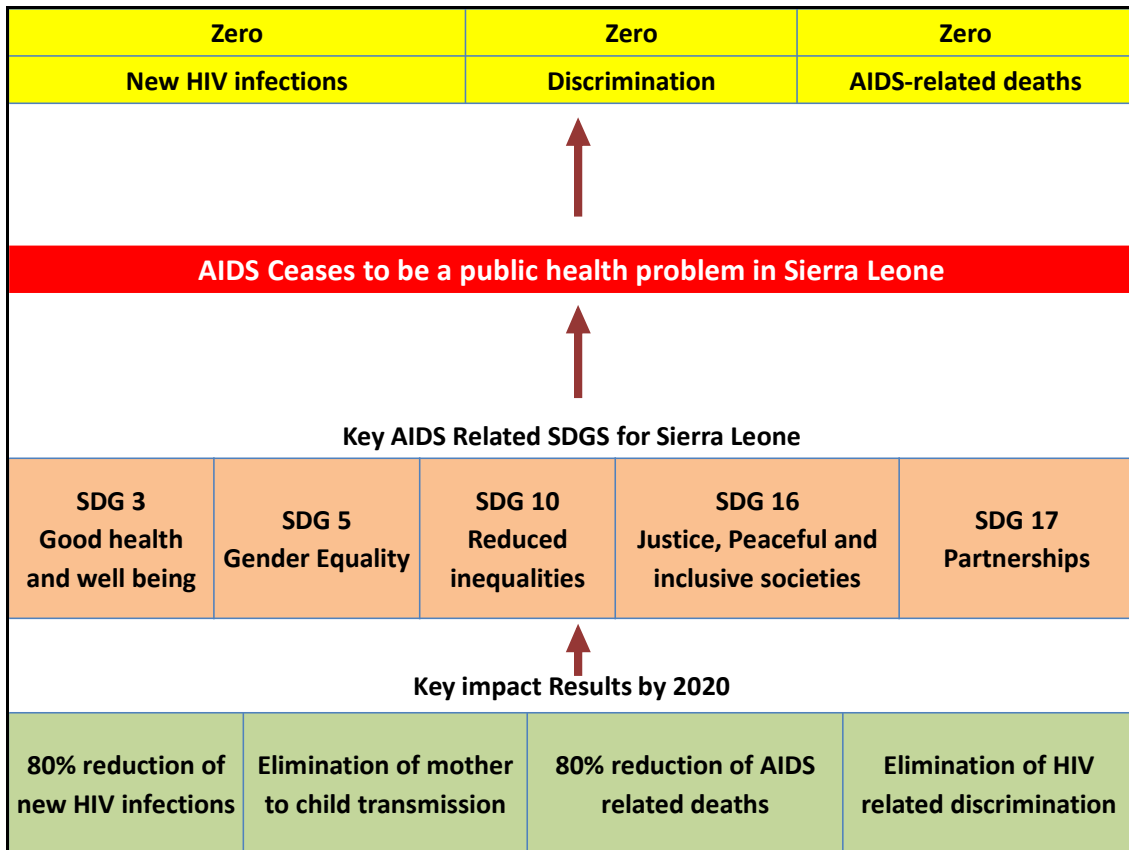 Zero
New HIV infections
Zero
Discrimination
Zero
AIDS-related deaths
AIDS Ceases to be a public health problem in Sierra Leone
Key AIDS Related SDGS for Sierra Leone
SDG 3
Good health
and well being
SDG 5
Gender Equality
SDG 10
Reduced
inequalities
SDG 16
Justice, Peaceful and
inclusive societies
SDG 17
Partnerships
Key impact Results by 2020
80% reduction of
new HIV infections
Elimination of mother
to child transmission
80% reduction of AIDS
related deaths
Elimination of HIV
related discrimination